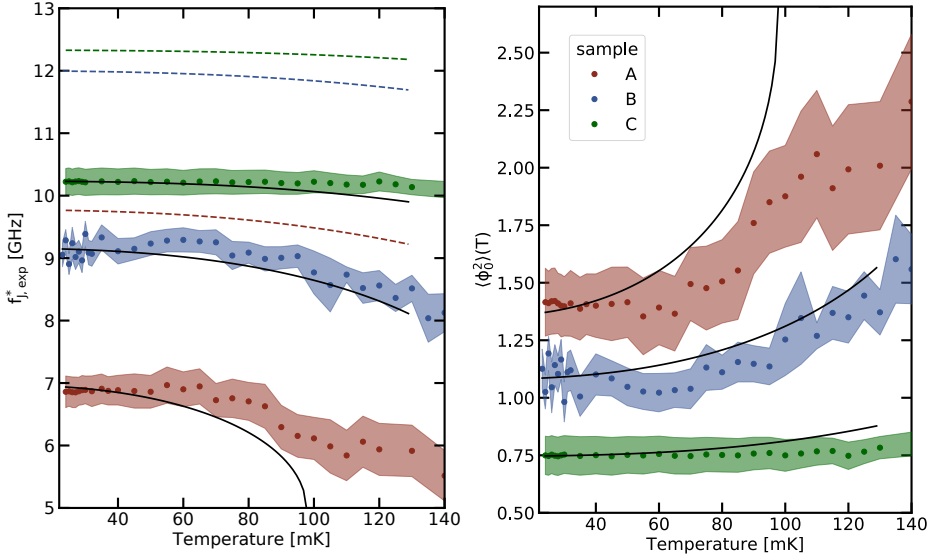 13
12
11
10
9
8
7
6
5
40 60 80 100 120 140
Temperature [mK]
f*J, exp [GHz]
2.50
2.25
2.00
1.75
1.50
1.25
1.00
0.75
0.50
40 60 80 100 120 140
Temperature [mK]
⟨ϕ₀²⟩(T)
sample
A
B
C